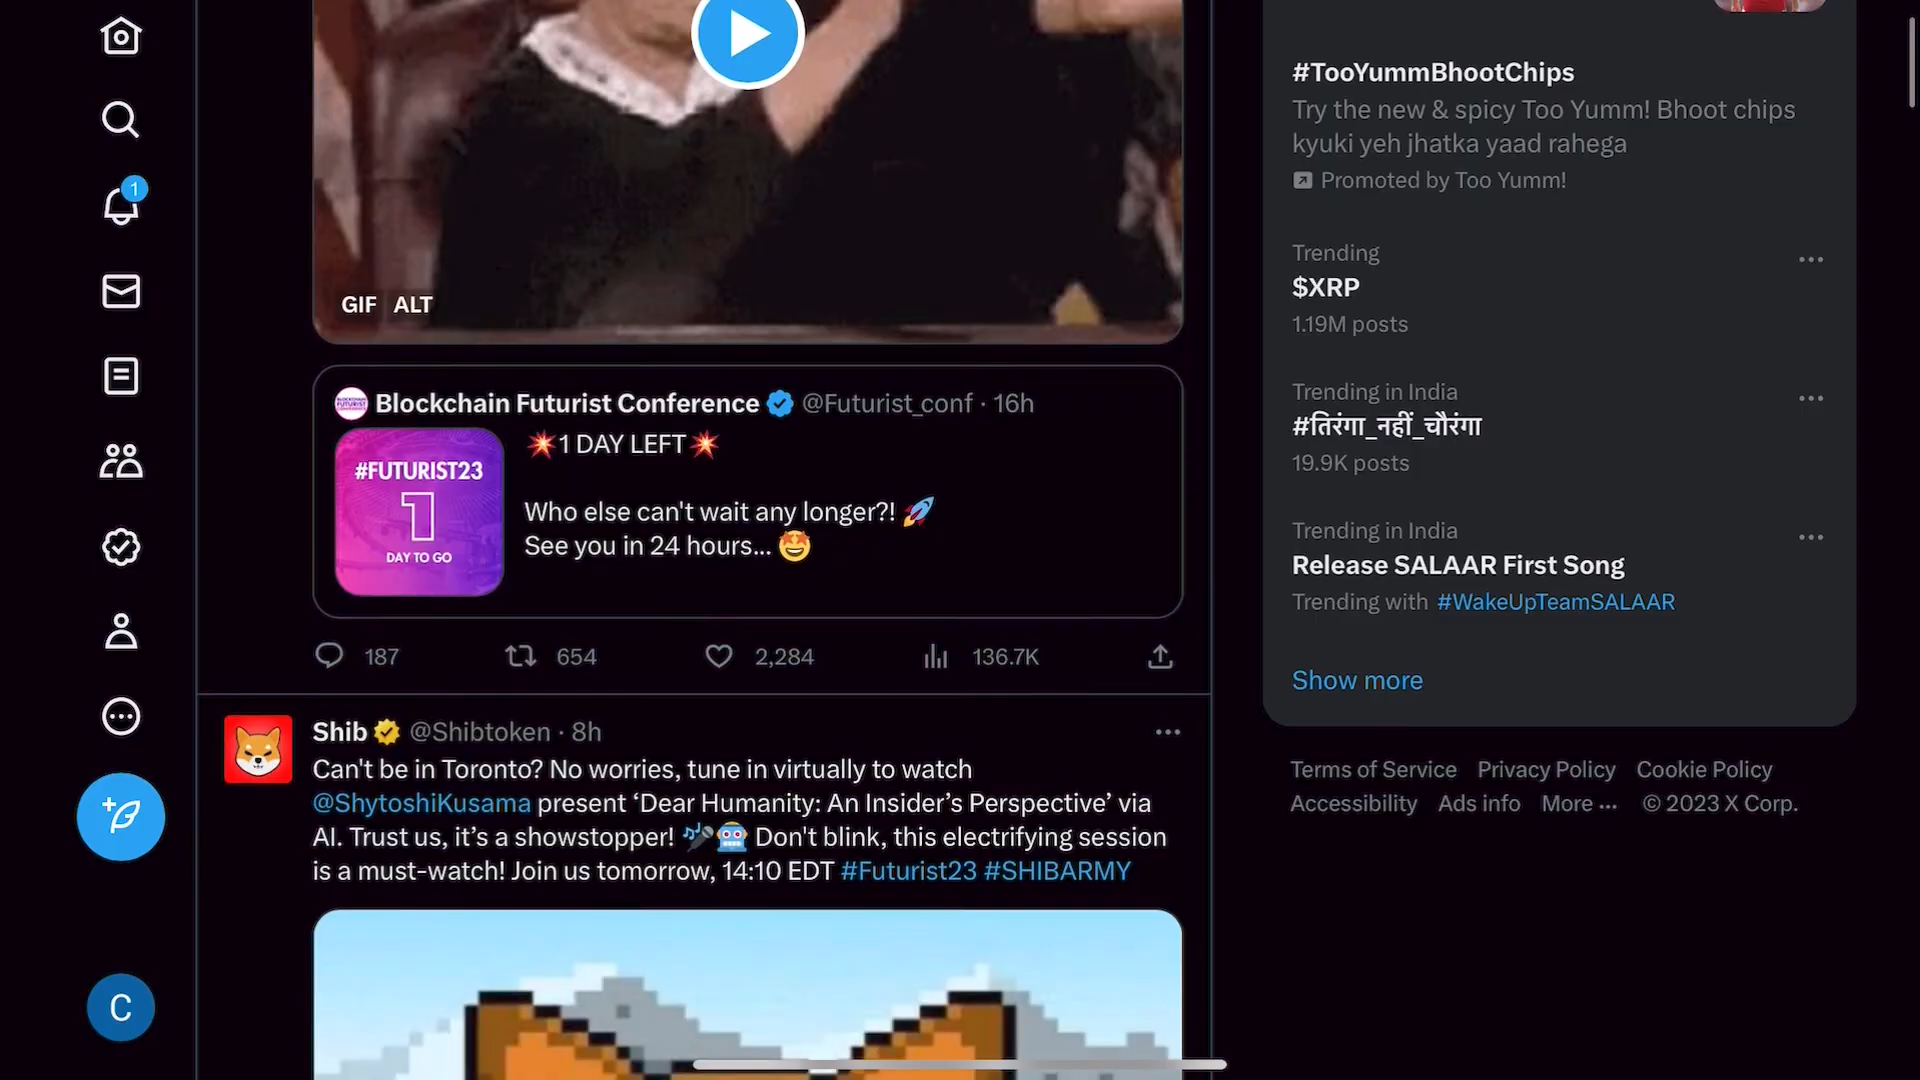 1
GIF ALT
Blockchain Futurist Conference @Futurist_conf · 16h
#FUTURIST23
1
DAY TO GO
💥1 DAY LEFT💥
Who else can't wait any longer?! 🚀
See you in 24 hours... 🤩
187 654 2,284 136.7K
Shib @Shibtoken · 8h
Can't be in Toronto? No worries, tune in virtually to watch
@ShytoshiKusama present ‘Dear Humanity: An Insider’s Perspective’ via
AI. Trust us, it’s a showstopper! 🎤🤖 Don't blink, this electrifying session
is a must-watch! Join us tomorrow, 14:10 EDT #Futurist23 #SHIBARMY
C
#TooYummBhootChips
Try the new & spicy Too Yumm! Bhoot chips
kyuki yeh jhatka yaad rahega
Promoted by Too Yumm!
Trending
$XRP
1.19M posts
Trending in India
#तिरंगा_नहीं_चौरंगा
19.9K posts
Trending in India
Release SALAAR First Song
Trending with #WakeUpTeamSALAAR
Show more
Terms of Service Privacy Policy Cookie Policy
Accessibility Ads info More ··· © 2023 X Corp.